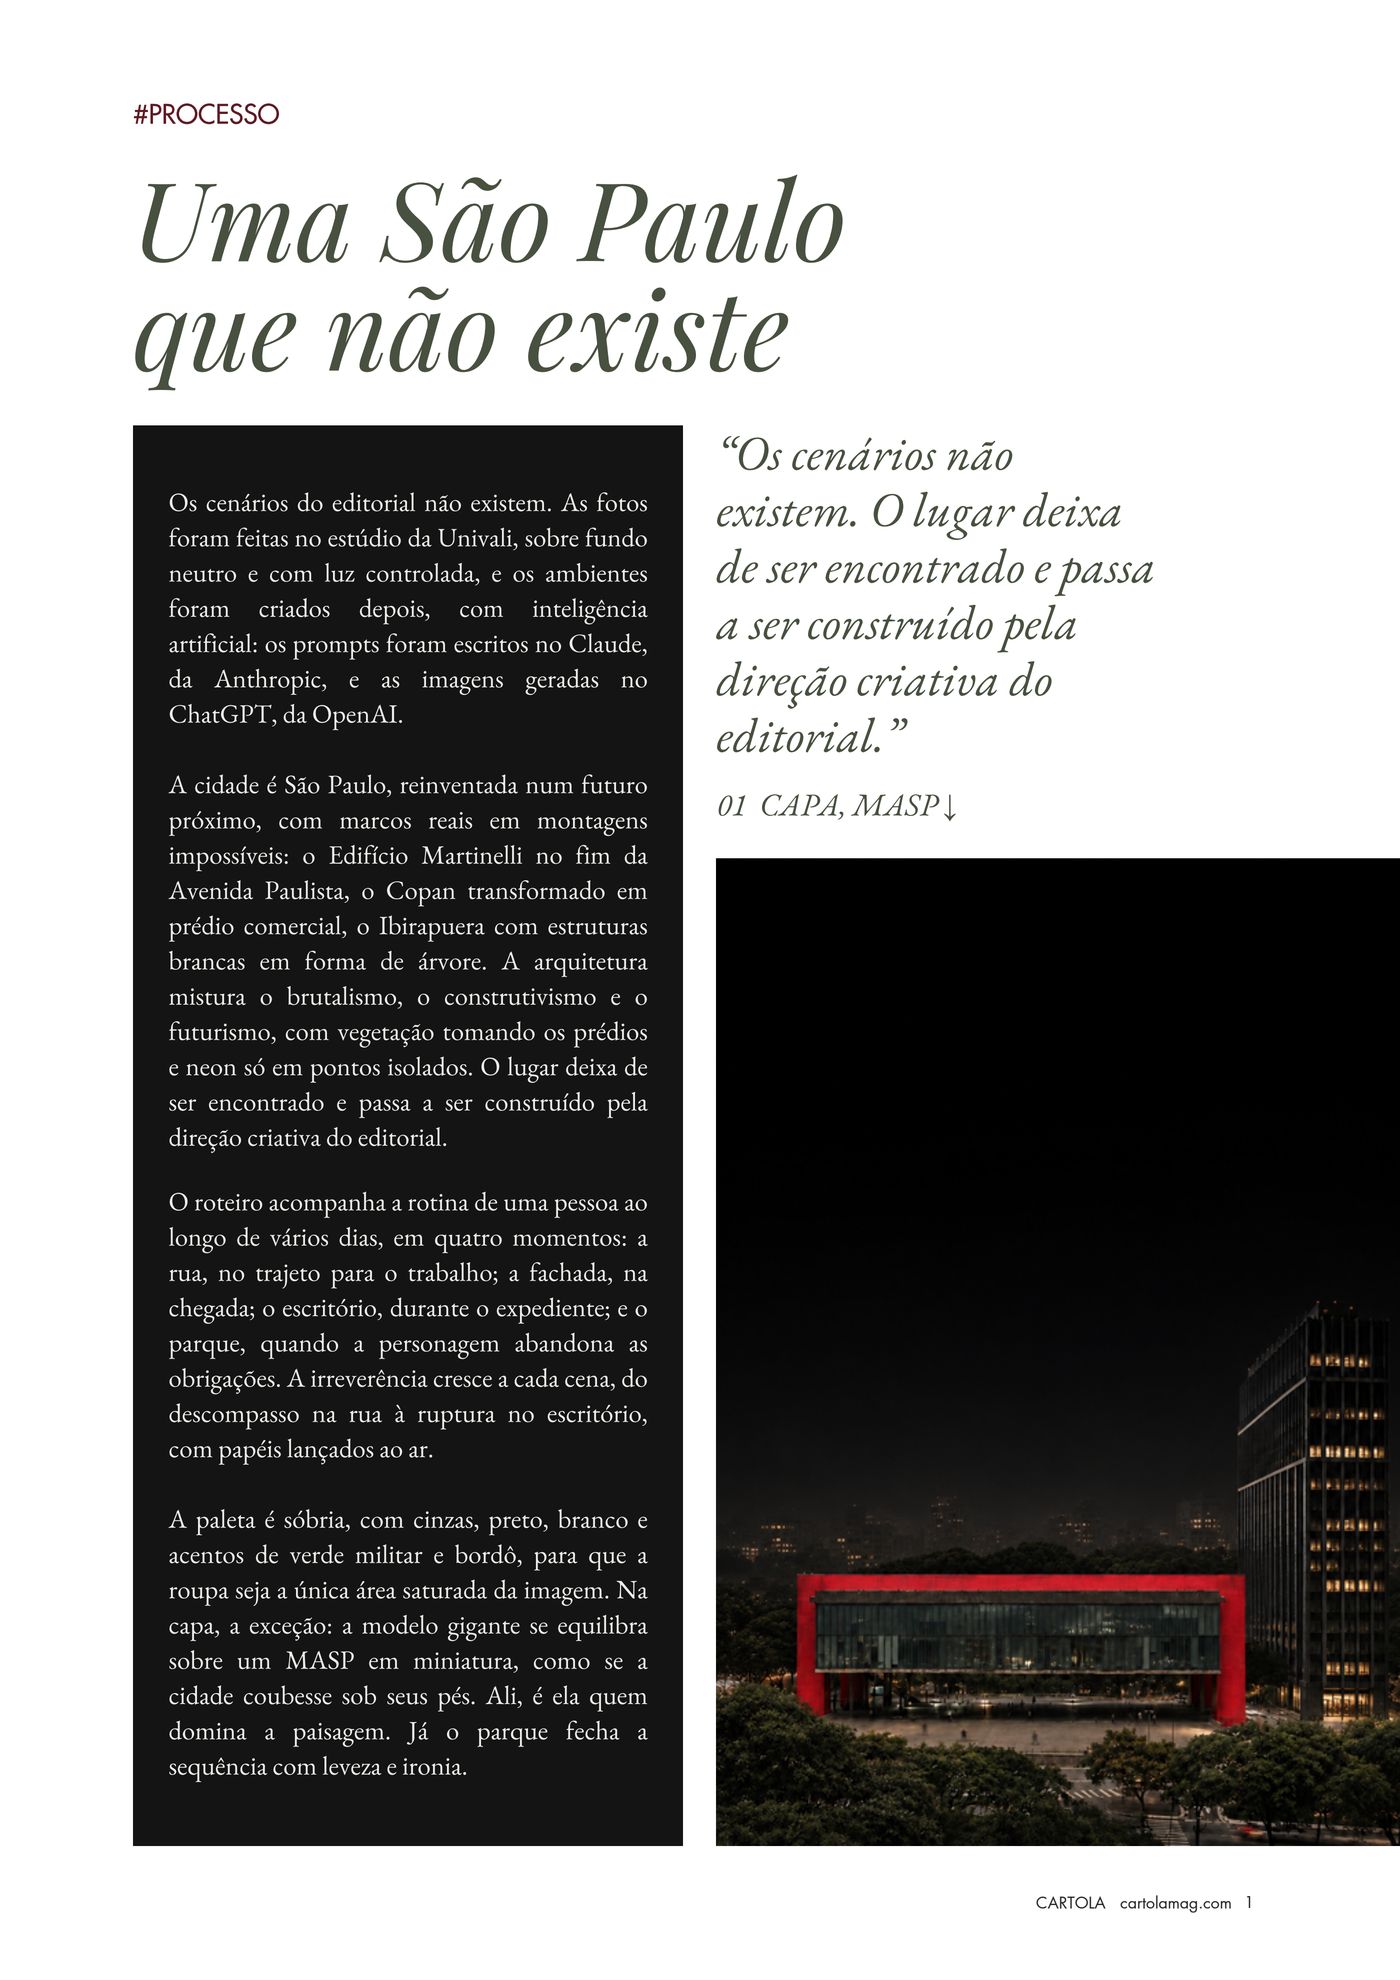 #PROCESSO
Uma São Paulo
que não existe
Os cenários do editorial não existem. As fotos
foram feitas no estúdio da Univali, sobre fundo
neutro e com luz controlada, e os ambientes
foram criados depois, com inteligência
artificial: os prompts foram escritos no Claude,
da Anthropic, e as imagens geradas no
ChatGPT, da OpenAI.
A cidade é São Paulo, reinventada num futuro
próximo, com marcos reais em montagens
impossíveis: o Edifício Martinelli no fim da
Avenida Paulista, o Copan transformado em
prédio comercial, o Ibirapuera com estruturas
brancas em forma de árvore. A arquitetura
mistura o brutalismo, o construtivismo e o
futurismo, com vegetação tomando os prédios
e neon só em pontos isolados. O lugar deixa de
ser encontrado e passa a ser construído pela
direção criativa do editorial.
O roteiro acompanha a rotina de uma pessoa ao
longo de vários dias, em quatro momentos: a
rua, no trajeto para o trabalho; a fachada, na
chegada; o escritório, durante o expediente; e o
parque, quando a personagem abandona as
obrigações. A irreverência cresce a cada cena, do
descompasso na rua à ruptura no escritório,
com papéis lançados ao ar.
A paleta é sóbria, com cinzas, preto, branco e
acentos de verde militar e bordô, para que a
roupa seja a única área saturada da imagem. Na
capa, a exceção: a modelo gigante se equilibra
sobre um MASP em miniatura, como se a
cidade coubesse sob seus pés. Ali, é ela quem
domina a paisagem. Já o parque fecha a
sequência com leveza e ironia.
“Os cenários não
existem. O lugar deixa
de ser encontrado e passa
a ser construído pela
direção criativa do
editorial.”
01 CAPA, MASP↓
CARTOLA cartolamag.com 1